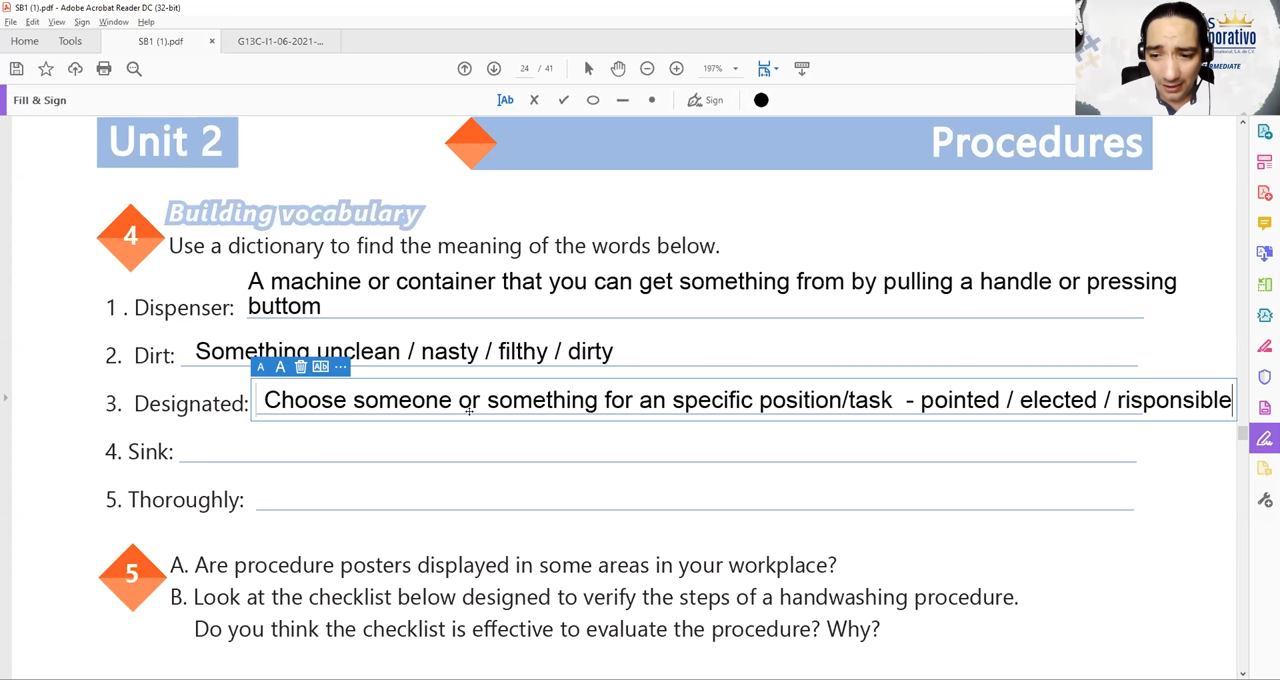 SB1 (1).pdf - Adobe Acrobat Reader DC (32-bit)
File Edit View Sign Window Help
Home Tools SB1 (1).pdf × G13C-I1-06-2021-...
24 / 41 197%
Fill & Sign
Ab Sign
S
porativo
ternational, S.A. de C.V.
ERMEDIATE
Unit 2 Procedures
4 Building vocabulary
Use a dictionary to find the meaning of the words below.
A machine or container that you can get something from by pulling a handle or pressing
1 . Dispenser: buttom
2. Dirt: Something unclean / nasty / filthy / dirty
A A Ab ...
3. Designated: Choose someone or something for an specific position/task - pointed / elected / risponsible
4. Sink:
5. Thoroughly:
5 A. Are procedure posters displayed in some areas in your workplace?
B. Look at the checklist below designed to verify the steps of a handwashing procedure.
Do you think the checklist is effective to evaluate the procedure? Why?